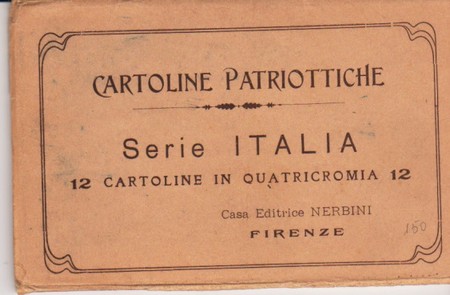 CARTOLINE PATRIOTTICHE
Serie ITALIA
12 CARTOLINE IN QUATRICROMIA 12
Casa Editrice NERBINI
FIRENZE
150